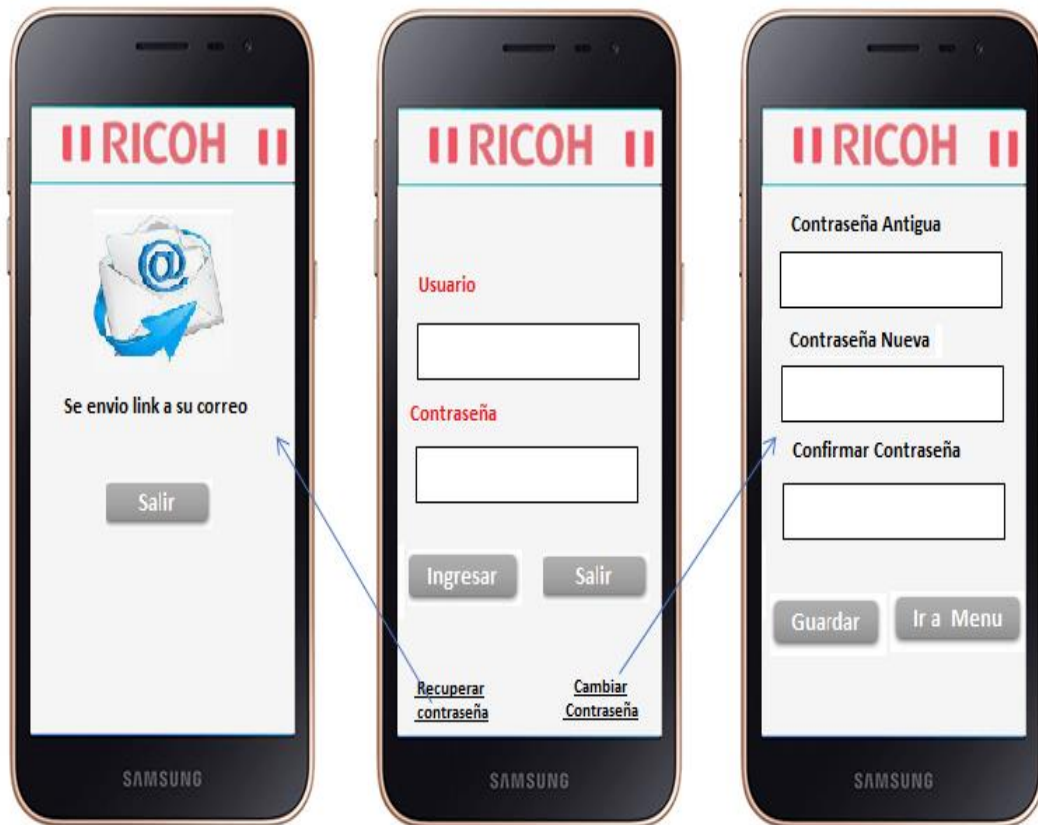 RICOH
Se envio link a su correo
Salir
SAMSUNG
RICOH
Usuario
Contraseña
Ingresar
Salir
Recuperar
contraseña
Cambiar
Contraseña
SAMSUNG
RICOH
Contraseña Antigua
Contraseña Nueva
Confirmar Contraseña
Guardar
Ir a Menu
SAMSUNG